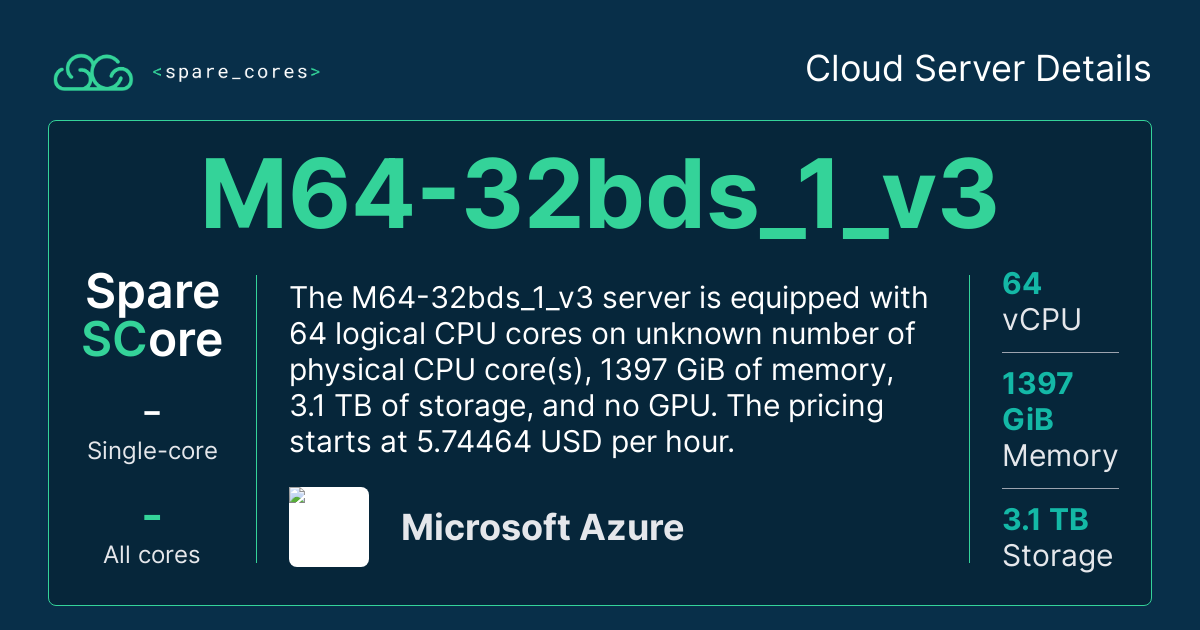 <spare_cores>
Cloud Server Details
M64-32bds_1_v3
Spare
SCore
-
Single-core
-
All cores
The M64-32bds_1_v3 server is equipped with
64 logical CPU cores on unknown number of
physical CPU core(s), 1397 GiB of memory,
3.1 TB of storage, and no GPU. The pricing
starts at 5.74464 USD per hour.
Microsoft Azure
64
vCPU
1397
GiB
Memory
3.1 TB
Storage